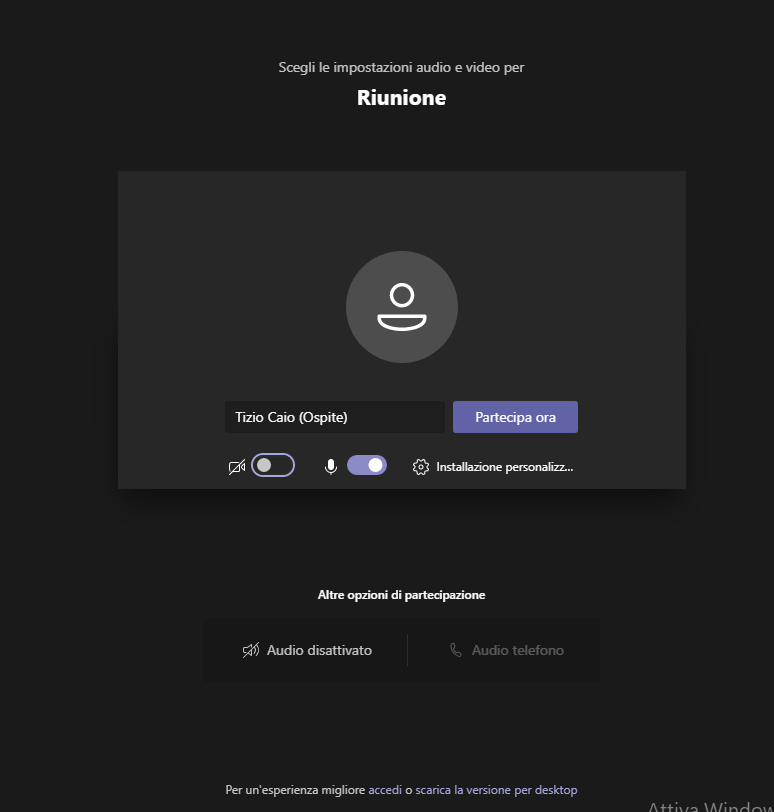 Scegli le impostazioni audio e video per
Riunione
Tizio Caio (Ospite)
Partecipa ora
Installazione personalizz...
Altre opzioni di partecipazione
Audio disattivato
Audio telefono
Per un'esperienza migliore accedi o scarica la versione per desktop
Attiva Window